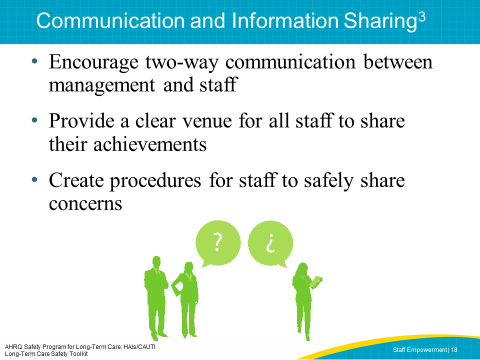 Communication and Information Sharing3
• Encourage two-way communication between
management and staff
• Provide a clear venue for all staff to share
their achievements
• Create procedures for staff to safely share
concerns
? ¿
AHRQ Safety Program for Long-Term Care: HAIs/CAUTI
Long-Term Care Safety Toolkit
Staff Empowerment| 18